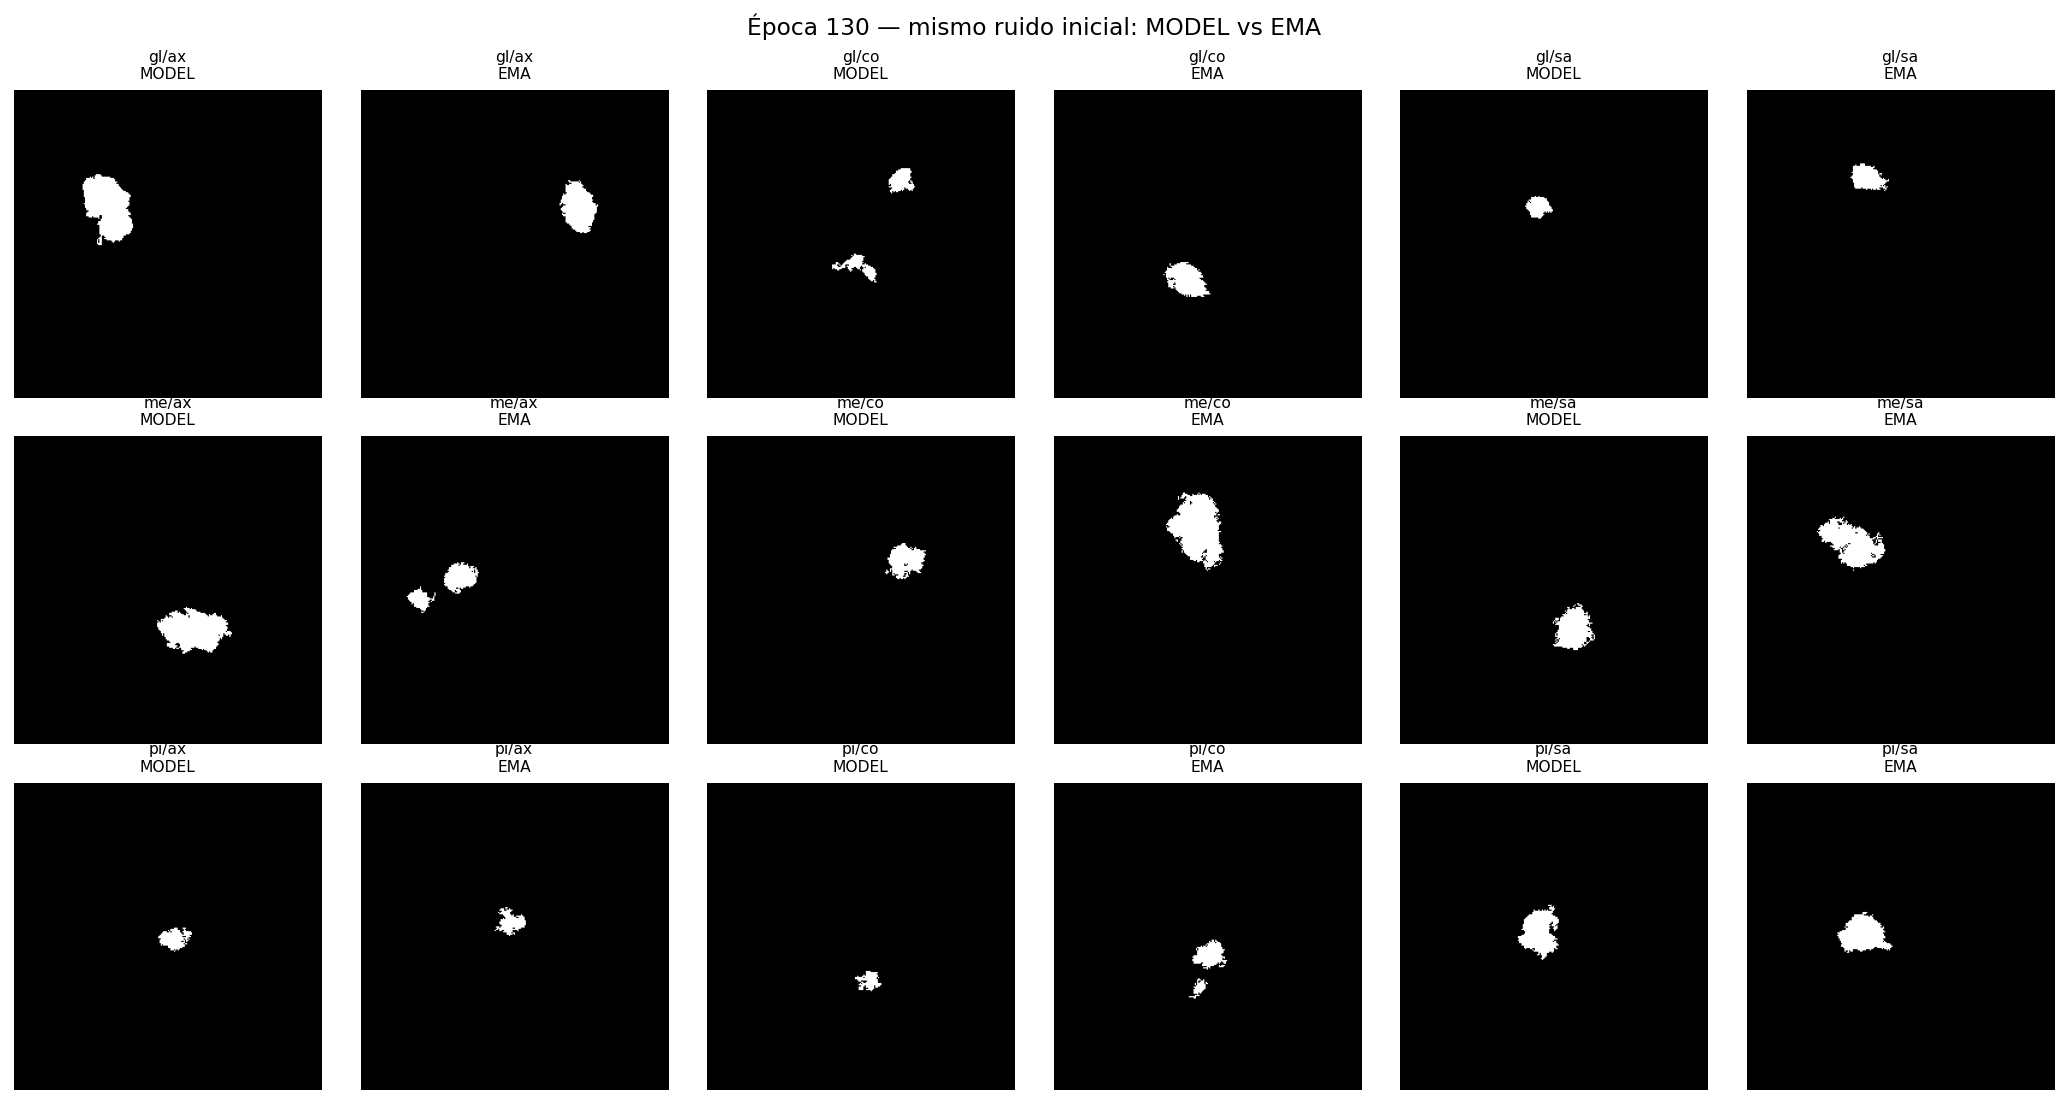 Época 130 — mismo ruido inicial: MODEL vs EMA
gl/ax
MODEL
gl/ax
EMA
gl/co
MODEL
gl/co
EMA
gl/sa
MODEL
gl/sa
EMA
me/ax
MODEL
me/ax
EMA
me/co
MODEL
me/co
EMA
me/sa
MODEL
me/sa
EMA
pi/ax
MODEL
pi/ax
EMA
pi/co
MODEL
pi/co
EMA
pi/sa
MODEL
pi/sa
EMA